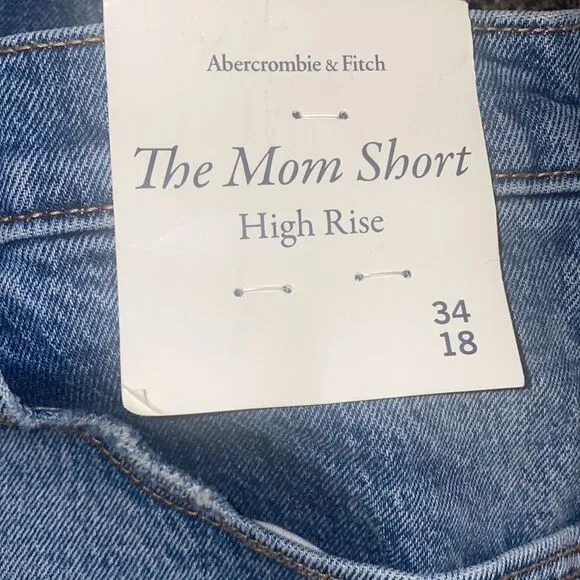 Abercrombie & Fitch
The Mom Short
High Rise
34
18